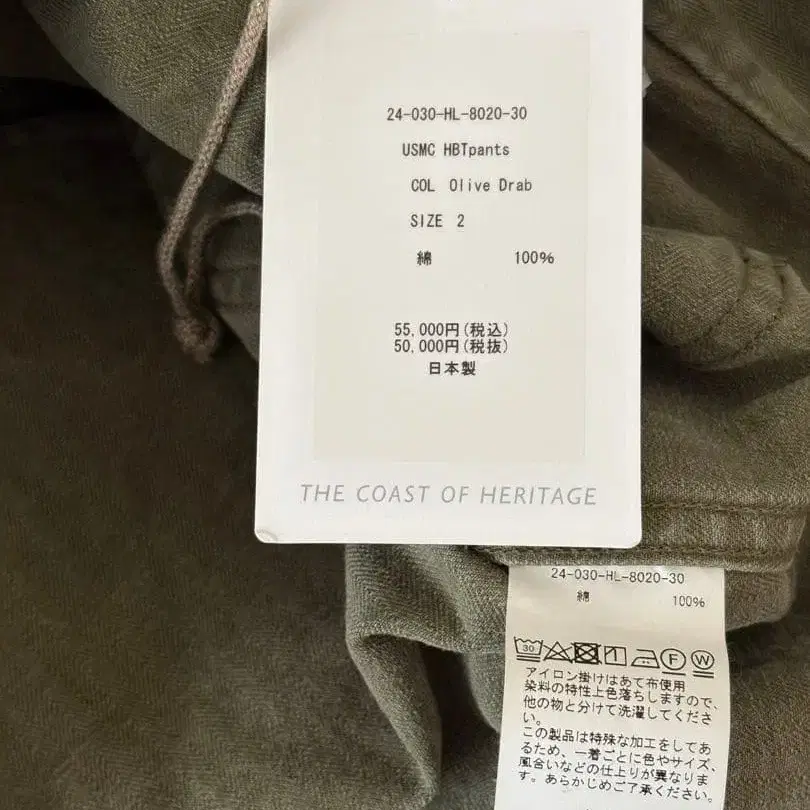 24-030-HL-8020-30
USMC HBTpants
COL Olive Drab
SIZE 2
綿 100%
55,000円(税込)
50,000円(税抜)
日本製
THE COAST OF HERITAGE
24-030-HL-8020-30
綿 100%
30 F W
アイロン掛けはあて布使用
染料の特性上色落ちしますので、
他の物と分けて洗濯してくださ
い。
この製品は特殊な加工をしてあ
るため、一着ごとに色やサイズ、
風合いなどの仕上りが異なりま
す。あらかじめご了承ください。